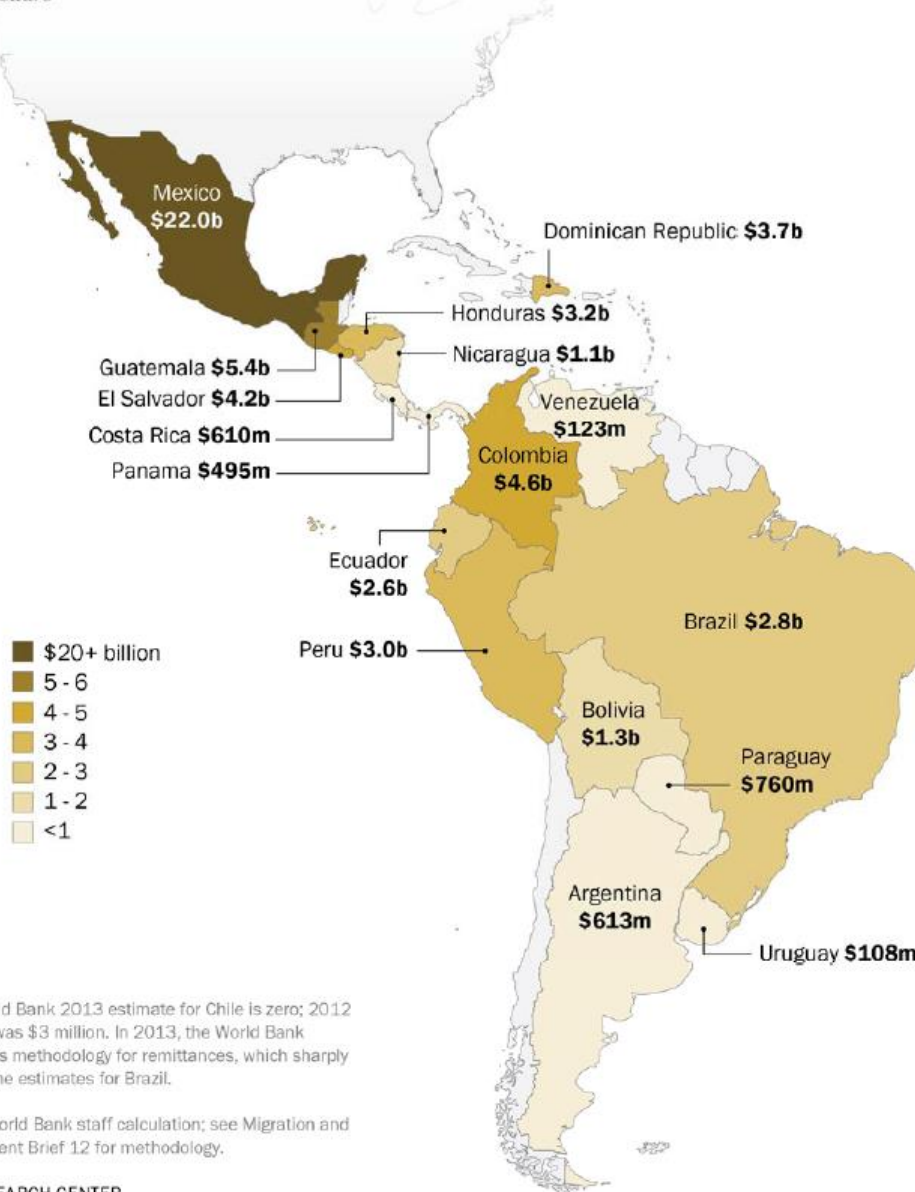 Mexico
$22.0b
Dominican Republic $3.7b
Honduras $3.2b
Nicaragua $1.1b
Guatemala $5.4b
El Salvador $4.2b
Costa Rica $610m
Panama $495m
Venezuela
$123m
Colombia
$4.6b
Ecuador
$2.6b
Peru $3.0b
Brazil $2.8b
Bolivia
$1.3b
Paraguay
$760m
Argentina
$613m
Uruguay $108m
$20+ billion
5 - 6
4 - 5
3 - 4
2 - 3
1 - 2
<1
d Bank 2013 estimate for Chile is zero; 2012
was $3 million. In 2013, the World Bank
s methodology for remittances, which sharply
he estimates for Brazil.
orld Bank staff calculation; see Migration and
ent Brief 12 for methodology.